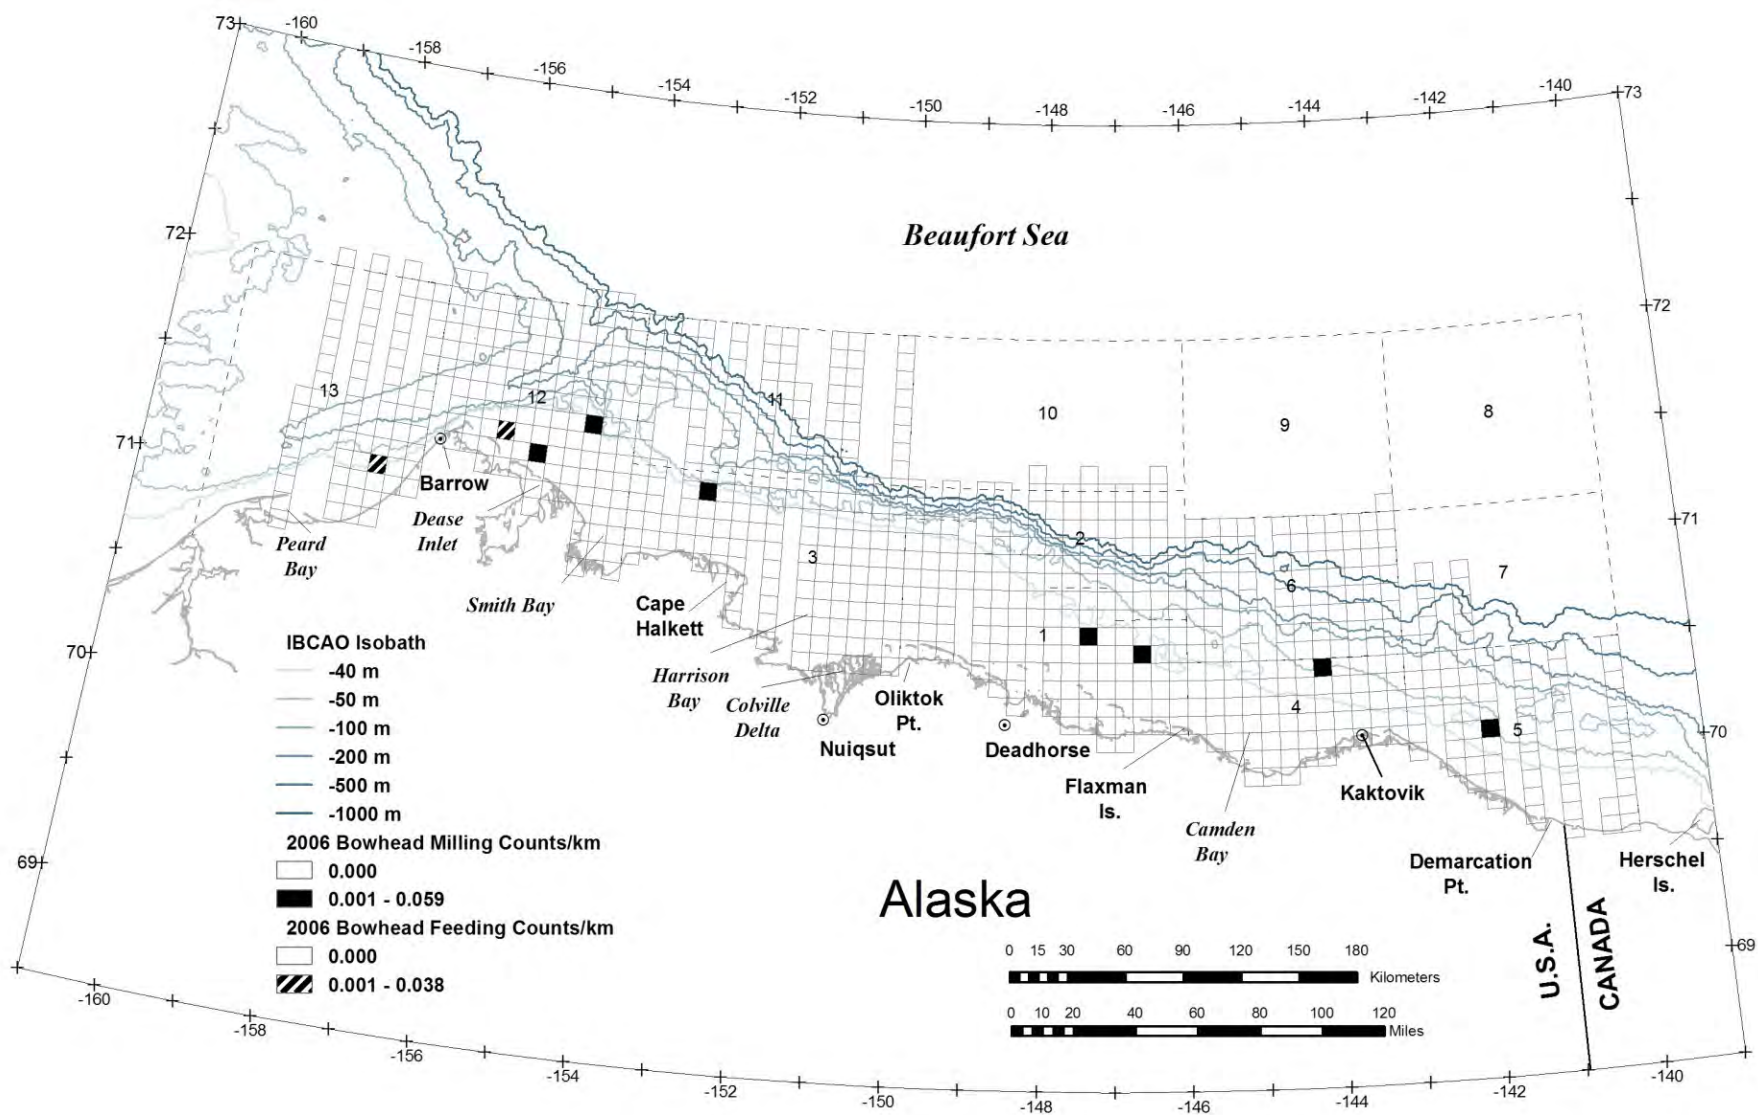 73
-160
-158
-156
-154
-152
-150
-148
-146
-144
-142
-140
73
72
Beaufort Sea
72
13
12
11
10
9
8
71
Barrow
Dease
Inlet
Peard
Bay
Smith Bay
Cape
Halkett
3
2
6
7
71
1
4
5
70
Harrison
Bay
Colville
Delta
Oliktok
Pt.
Nuiqsut
Deadhorse
Flaxman
Is.
Camden
Bay
Kaktovik
Demarcation
Pt.
Herschel
Is.
70
IBCAO Isobath
-40 m
-50 m
-100 m
-200 m
-500 m
-1000 m
2006 Bowhead Milling Counts/km
0.000
0.001 - 0.059
2006 Bowhead Feeding Counts/km
0.000
0.001 - 0.038
69
Alaska
U.S.A.
CANADA
69
0 15 30 60 90 120 150 180
Kilometers
0 10 20 40 60 80 100 120
Miles
-160
-158
-156
-154
-152
-150
-148
-146
-144
-142
-140